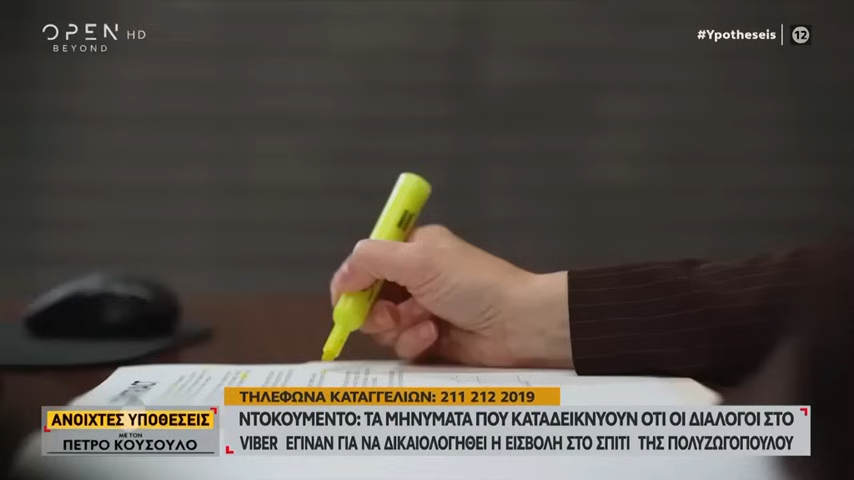 OPEN HD
BEYOND
#Ypotheseis 12
ΤΗΛΕΦΩΝΑ ΚΑΤΑΓΓΕΛΙΩΝ: 211 212 2019
ΑΝΟΙΧΤΕΣ ΥΠΟΘΕΣΕΙΣ
ΜΕ ΤΟΝ
ΠΕΤΡΟ ΚΟΥΣΟΥΛΟ
ΝΤΟΚΟΥΜΕΝΤΟ: ΤΑ ΜΗΝΥΜΑΤΑ ΠΟΥ ΚΑΤΑΔΕΙΚΝΥΟΥΝ ΟΤΙ ΟΙ ΔΙΑΛΟΓΟΙ ΣΤΟ
VIBER ΕΓΙΝΑΝ ΓΙΑ ΝΑ ΔΙΚΑΙΟΛΟΓΗΘΕΙ Η ΕΙΣΒΟΛΗ ΣΤΟ ΣΠΙΤΙ ΤΗΣ ΠΟΛΥΖΩΓΟΠΟΥΛΟΥ